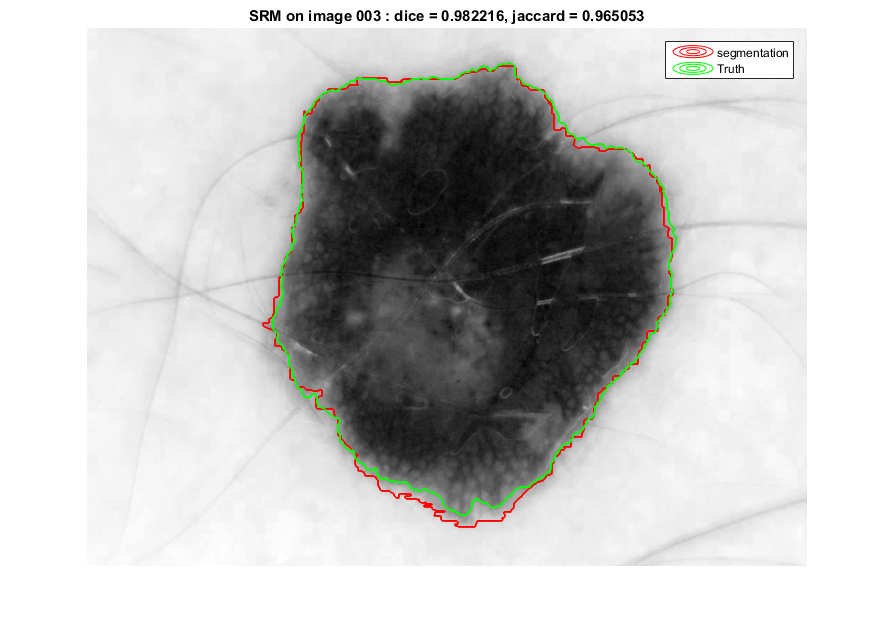 SRM on image 003 : dice = 0.982216, jaccard = 0.965053
segmentation
Truth